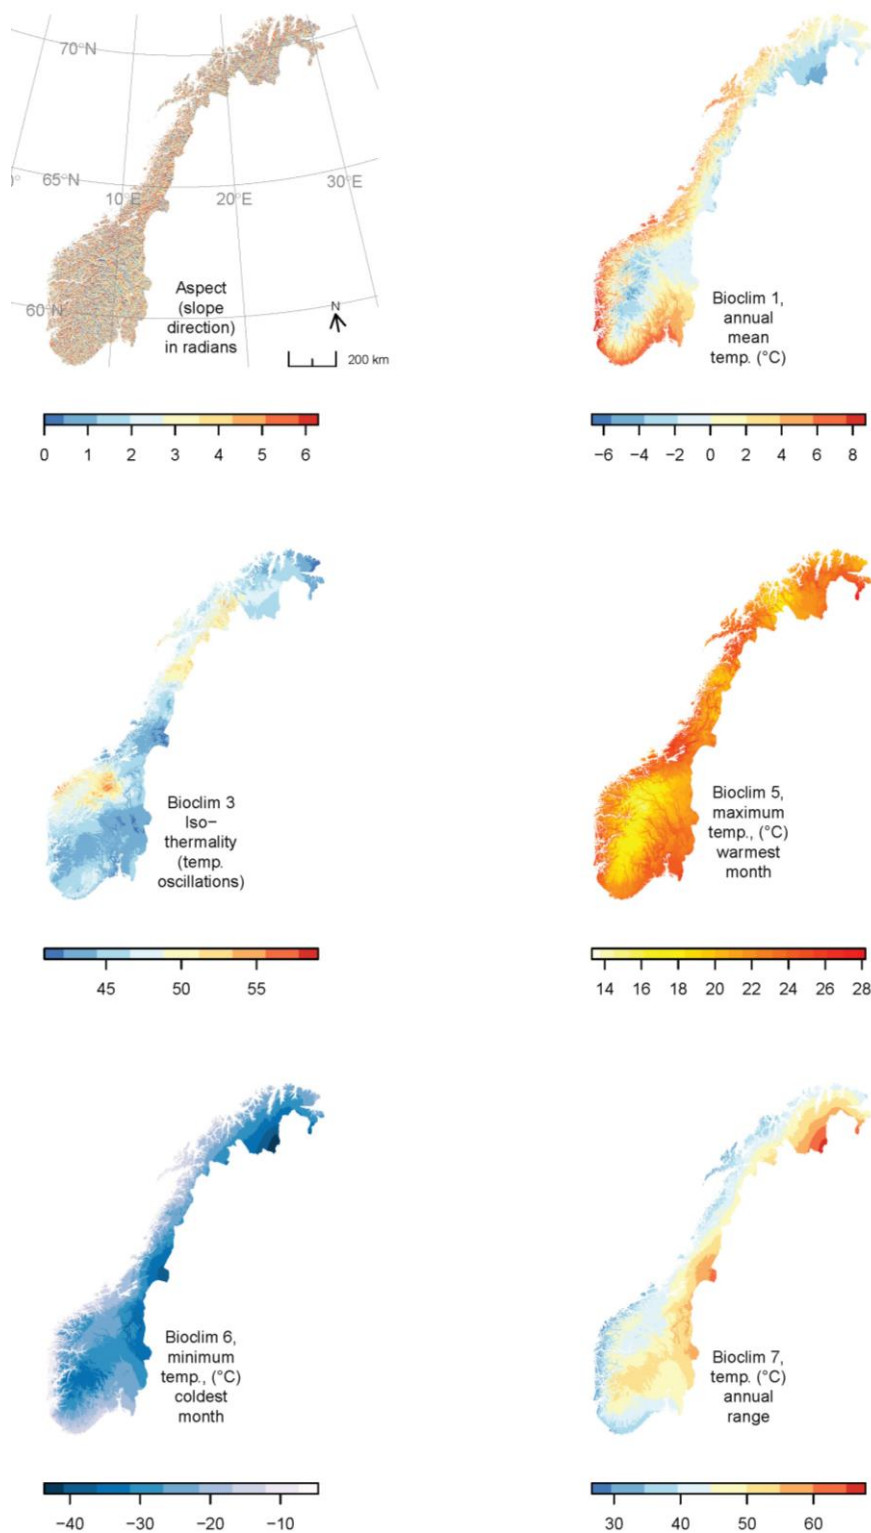 70°N
65°N
10°E
20°E
30°E
60 N
Aspect
(slope
direction)
in radians
N
200 km
0 1 2 3 4 5 6
Bioclim 1,
annual
mean
temp. (°C)
−6 −4 −2 0 2 4 6 8
Bioclim 3
Iso−
thermality
(temp.
oscillations)
45 50 55
Bioclim 5,
maximum
temp., (°C)
warmest
month
14 16 18 20 22 24 26 28
Bioclim 6,
minimum
temp., (°C)
coldest
month
−40 −30 −20 −10
Bioclim 7,
temp. (°C)
annual
range
30 40 50 60